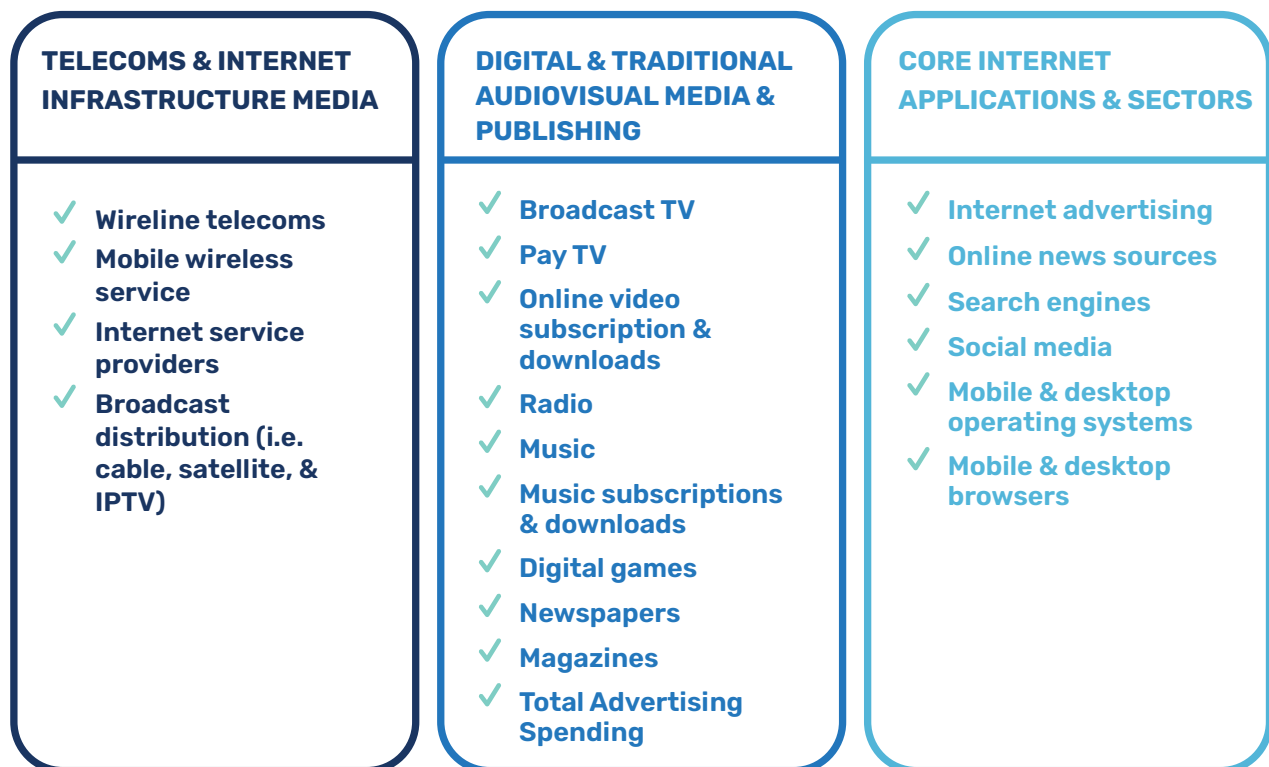 TELECOMS & INTERNET
INFRASTRUCTURE MEDIA
Wireline telecoms
Mobile wireless
service
Internet service
providers
Broadcast
distribution (i.e.
cable, satellite, &
IPTV)
DIGITAL & TRADITIONAL
AUDIOVISUAL MEDIA &
PUBLISHING
Broadcast TV
Pay TV
Online video
subscription &
downloads
Radio
Music
Music subscriptions
& downloads
Digital games
Newspapers
Magazines
Total Advertising
Spending
CORE INTERNET
APPLICATIONS & SECTORS
Internet advertising
Online news sources
Search engines
Social media
Mobile & desktop
operating systems
Mobile & desktop
browsers